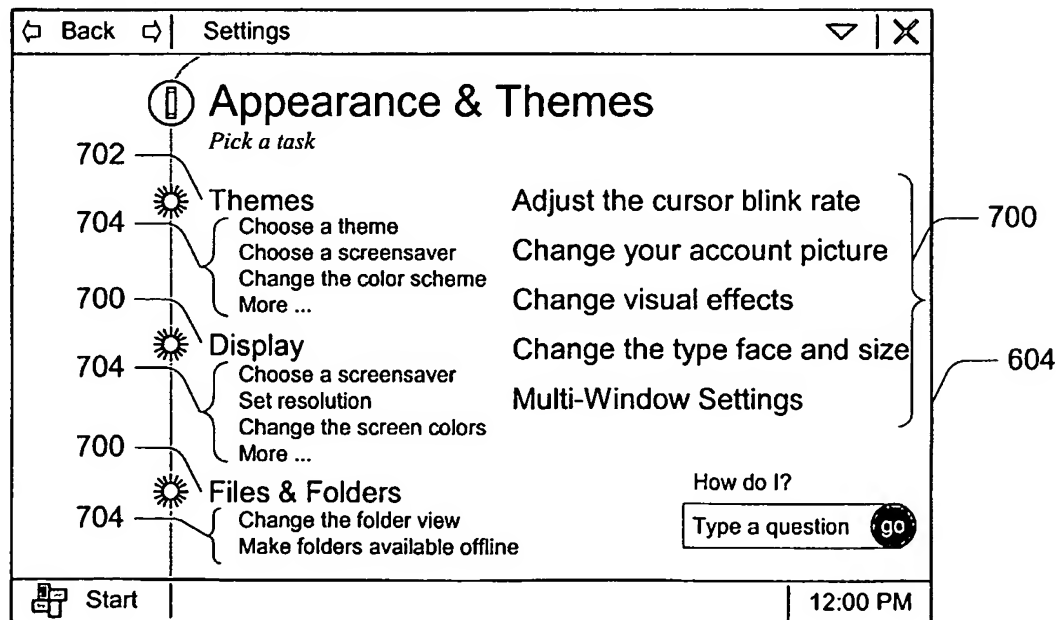 Back Settings
Appearance & Themes
Pick a task
702
Themes
704
Choose a theme
Choose a screensaver
Change the color scheme
More ...
700
Display
704
Choose a screensaver
Set resolution
Change the screen colors
More ...
700
Files & Folders
704
Change the folder view
Make folders available offline
Adjust the cursor blink rate
Change your account picture
Change visual effects
Change the type face and size
Multi-Window Settings
700
604
How do I?
Type a question go
Start 12:00 PM